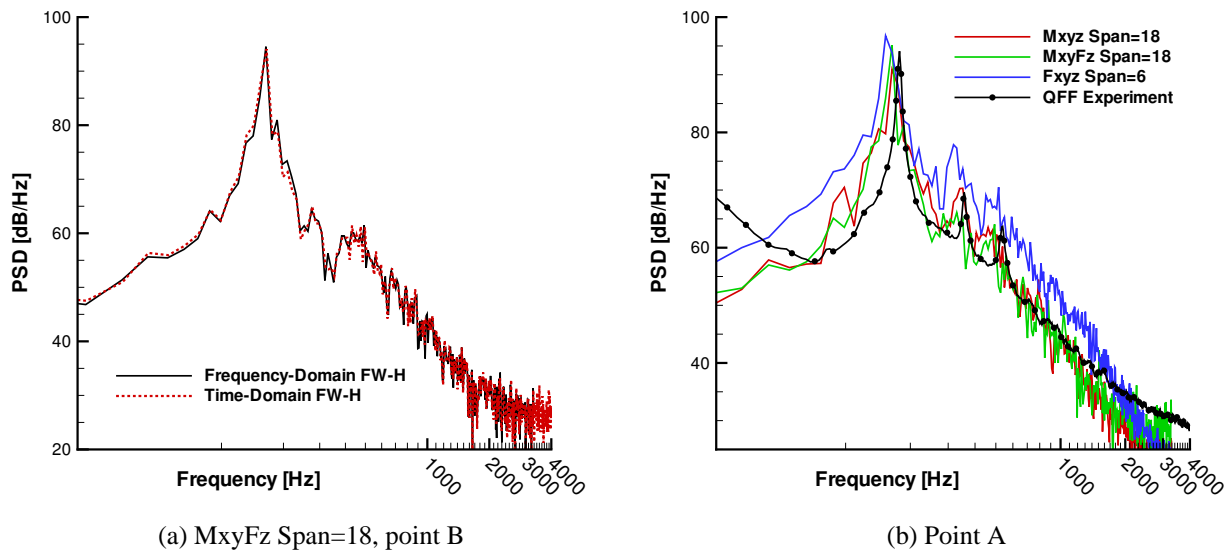 PSD [dB/Hz]
100
80
60
40
20
Frequency-Domain FW-H
Time-Domain FW-H
Frequency [Hz]
1000
2000
3000
4000
(a) MxyFz Span=18, point B
PSD [dB/Hz]
100
80
60
40
Mxyz Span=18
MxyFz Span=18
Fxyz Span=6
QFF Experiment
Frequency [Hz]
1000
2000
3000
4000
(b) Point A